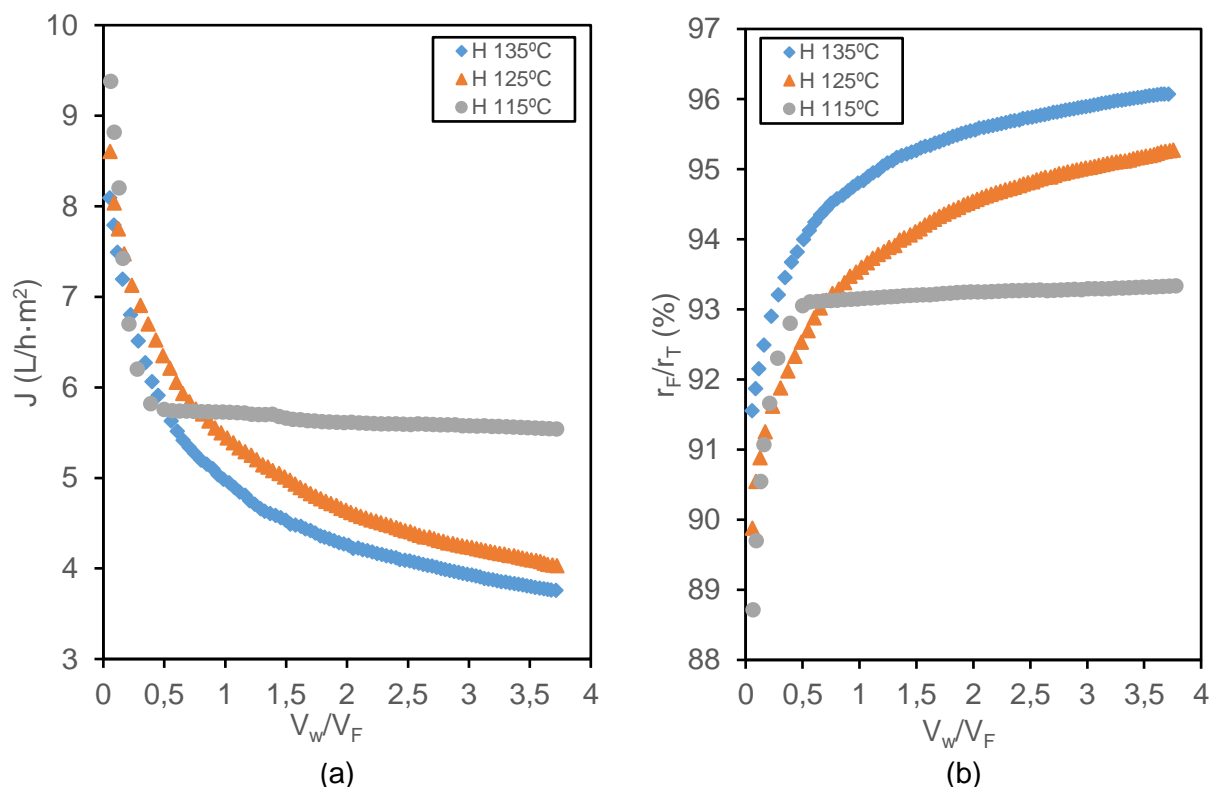 10
9
8
7
6
5
4
3
J (L/h·m²)
H 135ºC
H 125ºC
H 115ºC
0 0,5 1 1,5 2 2,5 3 3,5 4
V_w/V_F
(a)
97
96
95
94
93
92
91
90
89
88
r_F/r_T (%)
H 135ºC
H 125ºC
H 115ºC
0 0,5 1 1,5 2 2,5 3 3,5 4
V_w/V_F
(b)